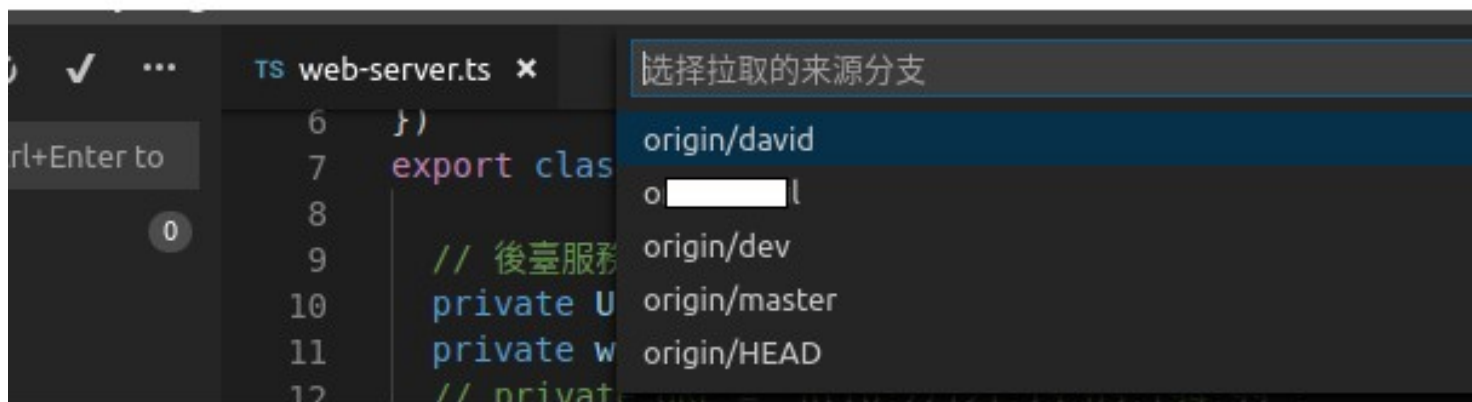 TS web-server.ts ×
选择拉取的来源分支
rl+Enter to
0
6 })
7 export clas
8
9 // 後臺服務
10 private U
11 private w
12 // privat
origin/david
o l
origin/dev
origin/master
origin/HEAD